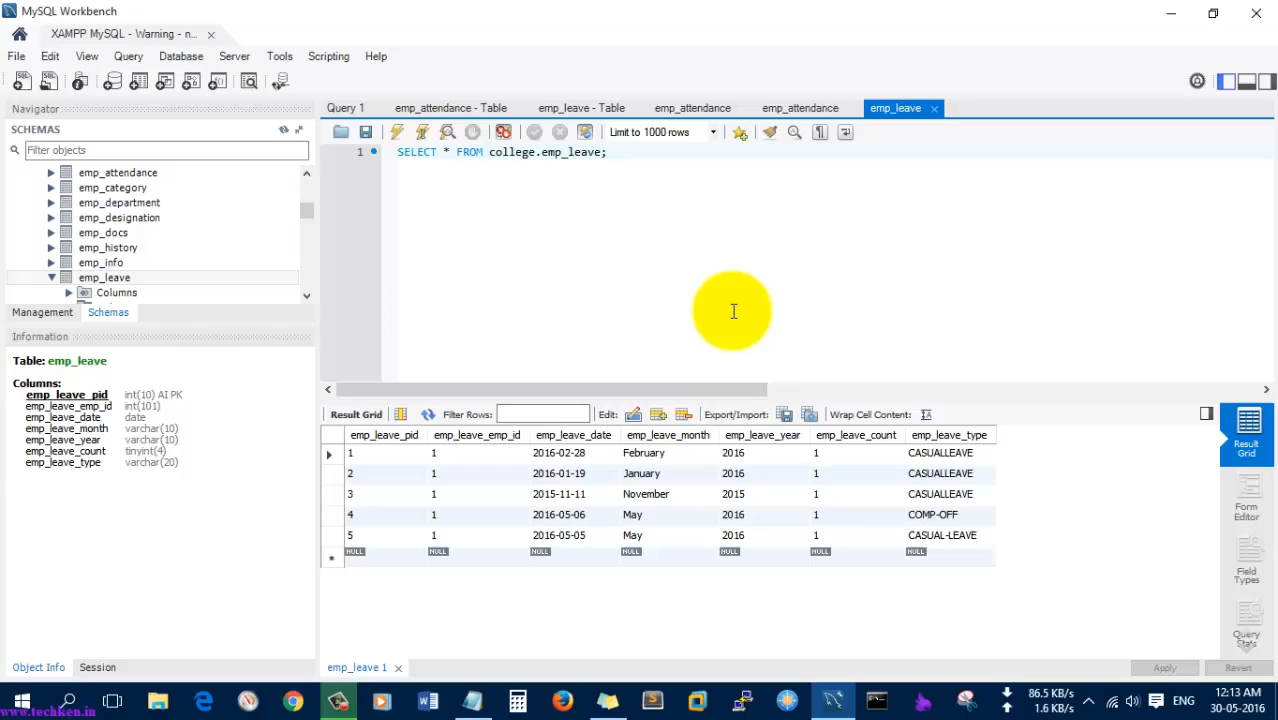 MySQL Workbench
XAMPP MySQL - Warning - n...
File Edit View Query Database Server Tools Scripting Help
Navigator
SCHEMAS
Filter objects
emp_attendance
emp_category
emp_department
emp_designation
emp_docs
emp_history
emp_info
emp_leave
Columns
Management Schemas
Information
Table: emp_leave
Columns:
emp_leave_pid int(10) AI PK
emp_leave_emp_id int(101)
emp_leave_date date
emp_leave_month varchar(10)
emp_leave_year varchar(10)
emp_leave_count tinyint(4)
emp_leave_type varchar(20)
Object Info Session
Query 1 emp_attendance - Table emp_leave - Table emp_attendance emp_attendance emp_leave
Limit to 1000 rows
1 SELECT * FROM college.emp_leave;
Result Grid Filter Rows: Edit: Export/Import: Wrap Cell Content:
emp_leave_pid emp_leave_emp_id emp_leave_date emp_leave_month emp_leave_year emp_leave_count emp_leave_type
1 1 2016-02-28 February 2016 1 CASUALLEAVE
2 1 2016-01-19 January 2016 1 CASUALLEAVE
3 1 2015-11-11 November 2015 1 CASUALLEAVE
4 1 2016-05-06 May 2016 1 COMP-OFF
5 1 2016-05-05 May 2016 1 CASUAL-LEAVE
NULL NULL NULL NULL NULL NULL NULL
Result
Grid
Form
Editor
Field
Types
Query
Stats
emp_leave 1
Apply Revert
86.5 KB/s
1.6 KB/s
ENG
12:13 AM
30-05-2016
www.techken.in